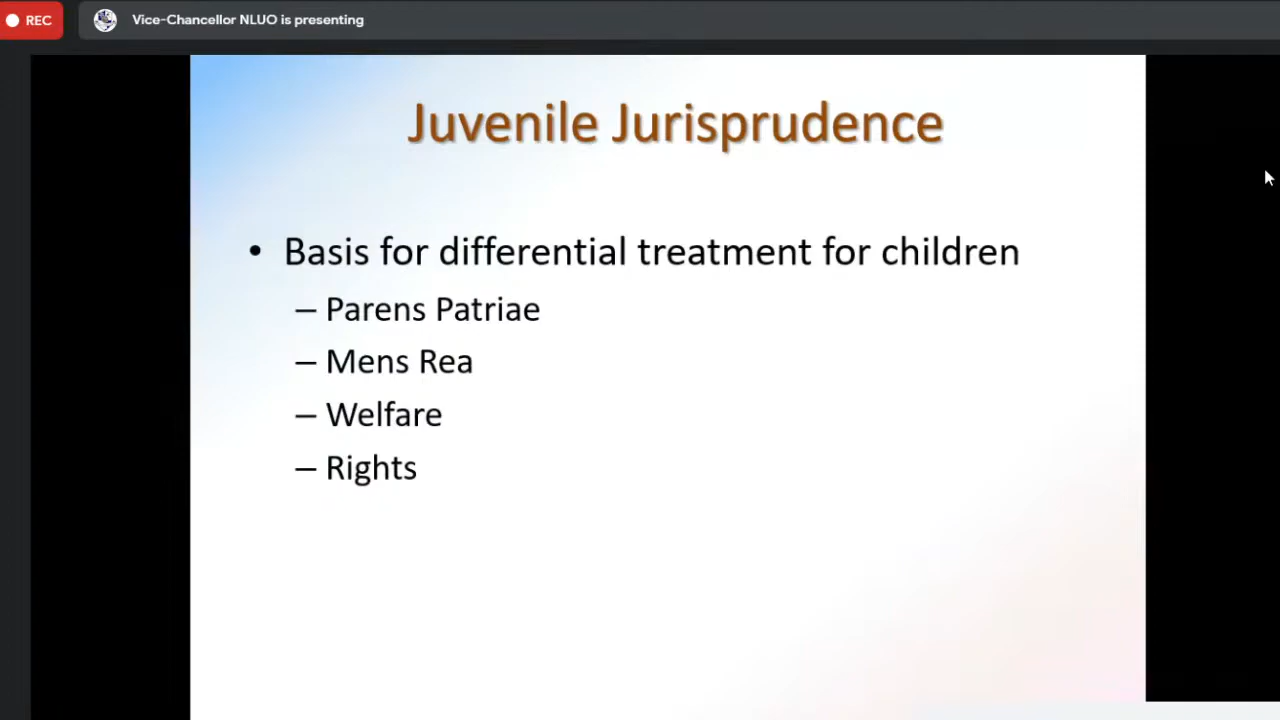 REC
Vice-Chancellor NLUO is presenting
Juvenile Jurisprudence
• Basis for differential treatment for children
– Parens Patriae
– Mens Rea
– Welfare
– Rights